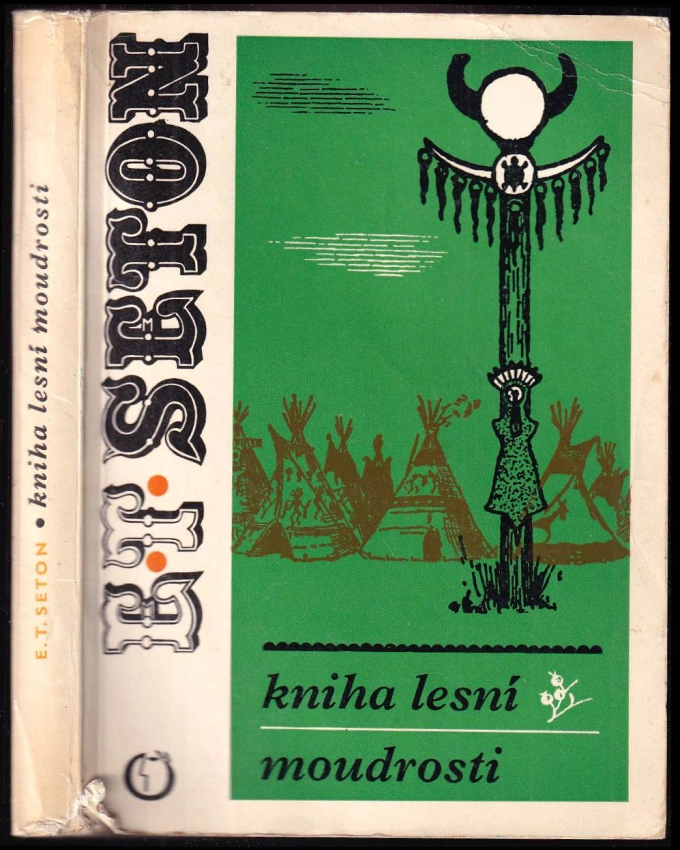 E.T. SETON • kniha lesní moudrosti
E.T. SETON
kniha lesní
moudrosti